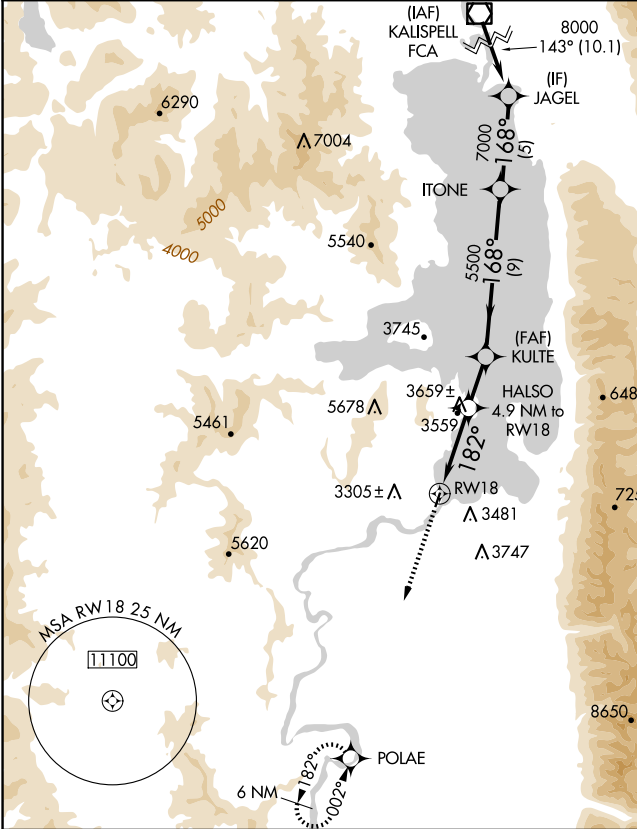 (IAF)
KALISPELL
FCA
8000
143° (10.1)
(IF)
JAGEL
6290
7004
7000
168°
(5)
ITONE
5000
4000
5540
5500
168°
(9)
3745
(FAF)
KULTE
3659±
HALSO
4.9 NM to
RW18
5678
3559
5461
182°
3305±
RW18
3481
3747
5620
MSA RW18 25 NM
11100
8650
POLAE
182°
002°
6 NM